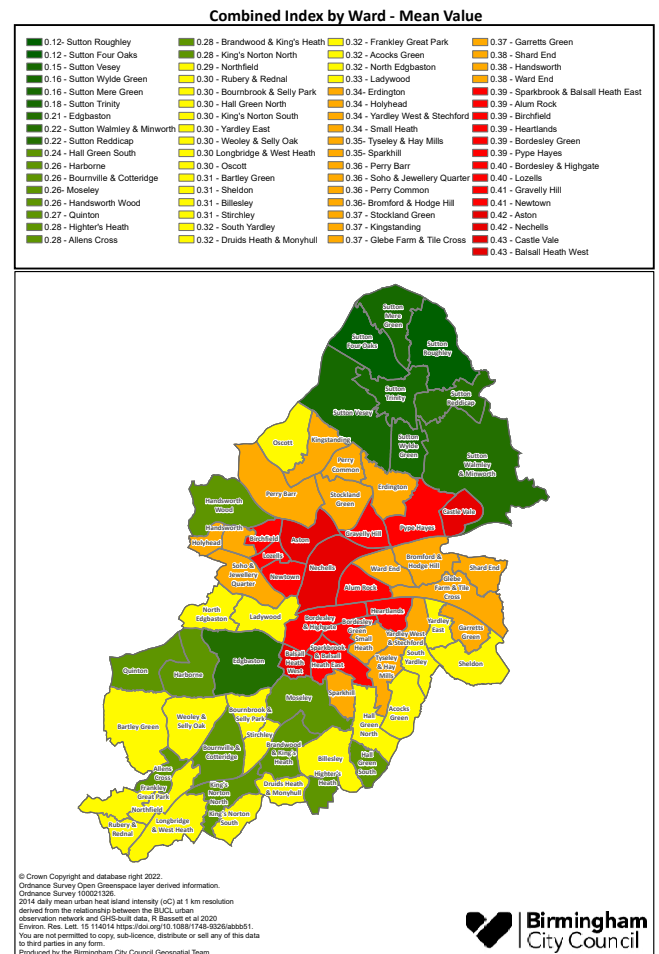 Combined Index by Ward - Mean Value
0.12- Sutton Roughley
0.12 - Sutton Four Oaks
0.15 - Sutton Vesey
0.16 - Sutton Wylde Green
0.16 - Sutton Mere Green
0.18 - Sutton Trinity
0.21 - Edgbaston
0.22 - Sutton Walmley & Minworth
0.22 - Sutton Reddicap
0.24 - Hall Green South
0.26 - Harborne
0.26 - Bournville & Cotteridge
0.26- Moseley
0.26 - Handsworth Wood
0.27 - Quinton
0.28 - Highter's Heath
0.28 - Allens Cross
0.28 - Brandwood & King's Heath
0.28 - King's Norton North
0.29 - Northfield
0.30 - Rubery & Rednal
0.30 - Bournbrook & Selly Park
0.30 - Hall Green North
0.30 - King's Norton South
0.30 - Yardley East
0.30 - Weoley & Selly Oak
0.30 Longbridge & West Heath
0.30 - Oscott
0.31 - Bartley Green
0.31 - Sheldon
0.31 - Billesley
0.31 - Stirchley
0.32 - South Yardley
0.32 - Druids Heath & Monyhull
0.32 - Frankley Great Park
0.32 - Acocks Green
0.32 - North Edgbaston
0.33 - Ladywood
0.34- Erdington
0.34 - Holyhead
0.34 - Yardley West & Stechford
0.34 - Small Heath
0.35- Tyseley & Hay Mills
0.35- Sparkhill
0.36 - Perry Barr
0.36 - Soho & Jewellery Quarter
0.36 - Perry Common
0.36- Bromford & Hodge Hill
0.37 - Stockland Green
0.37 - Kingstanding
0.37 - Glebe Farm & Tile Cross
0.37 - Garretts Green
0.38 - Shard End
0.38 - Handsworth
0.38 - Ward End
0.39 - Sparkbrook & Balsall Heath East
0.39 - Alum Rock
0.39 - Birchfield
0.39 - Heartlands
0.39 - Bordesley Green
0.39 - Pype Hayes
0.40 - Bordesley & Highgate
0.40 - Lozells
0.41 - Gravelly Hill
0.41 - Newtown
0.42 - Aston
0.42 - Nechells
0.43 - Castle Vale
0.43 - Balsall Heath West
Sutton
Mere
Green
Sutton
Four Oaks
Sutton
Roughley
Sutton
Trinity
Sutton
Reddicap
Sutton Vesey
Sutton
Wylde
Green
Sutton
Walmley
& Minworth
Oscott
Kingstanding
Perry
Common
Perry Barr
Stockland
Green
Erdington
Castle Vale
Pype Hayes
Gravelly Hill
Handsworth
Wood
Handsworth
Holyhead
Birchfield
Aston
Lozells
Soho &
Jewellery
Quarter
Newtown
Nechells
Ward End
Bromford &
Hodge Hill
Shard End
Glebe
Farm & Tile
Cross
Alum Rock
North
Edgbaston
Ladywood
Bordesley
& Highgate
Bordesley
Green
Heartlands
Small
Heath
Yardley West
& Stechford
Yardley
East
Garretts
Green
South
Yardley
Sheldon
Tyseley
& Hay
Mills
Sparkbrook
& Balsall
Heath East
Balsall
Heath
West
Edgbaston
Quinton
Harborne
Moseley
Sparkhill
Acocks
Green
Hall
Green
North
Bartley Green
Weoley &
Selly Oak
Bournbrook &
Selly Park
Stirchley
Bournville &
Cotteridge
Brandwood
& King's
Heath
Billesley
Hall
Green
South
Highter's
Heath
Druids Heath
& Monyhull
Allens
Cross
Frankley
Great Park
Northfield
King's
Norton
North
King's Norton
South
Rubery &
Rednal
Longbridge
& West Heath
© Crown Copyright and database right 2022.
Ordnance Survey Open Greenspace layer derived information.
Ordnance Survey 100021326.
2014 daily mean urban heat island intensity (oC) at 1 km resolution
derived from the relationship between the BUCL urban
observation network and GHS-built data, R Bassett et al 2020
Environ. Res. Lett. 15 114014 https://doi.org/10.1088/1748-9326/abbb51.
You are not permitted to copy, sub-licence, distribute or sell any of this data
to third parties in any form.
Produced by the Birmingham City Council Geospatial Team
Birmingham
City Council